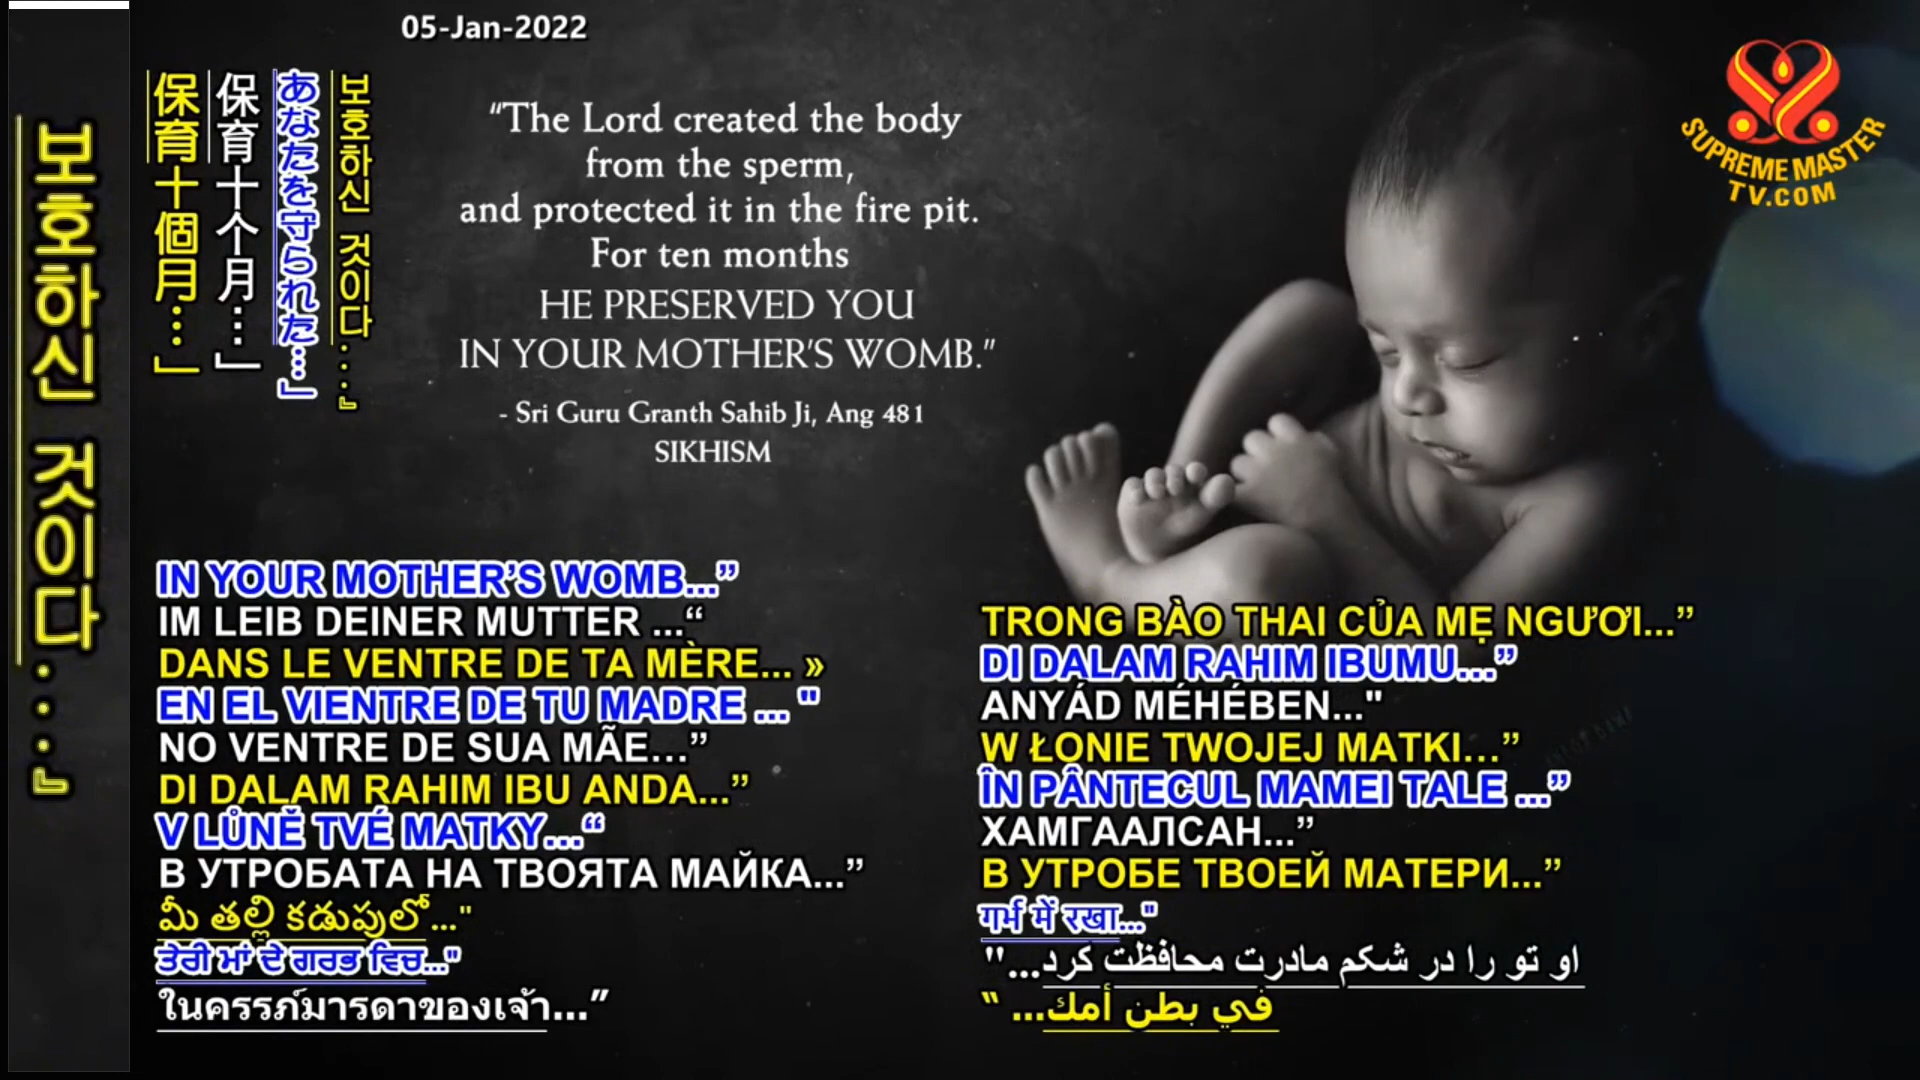 05-Jan-2022
보호하신 것이다...』
保育十個月...」
保育十个月...」
あなたを守られた...」
보호하신 것이다...』
“The Lord created the body
from the sperm,
and protected it in the fire pit.
For ten months
HE PRESERVED YOU
IN YOUR MOTHER’S WOMB.”
- Sri Guru Granth Sahib Ji, Ang 481
SIKHISM
SUPREME MASTER
TV.COM
IN YOUR MOTHER’S WOMB...”
IM LEIB DEINER MUTTER ...“
DANS LE VENTRE DE TA MÈRE... »
EN EL VIENTRE DE TU MADRE ... "
NO VENTRE DE SUA MÃE...”
DI DALAM RAHIM IBU ANDA...”
V LŮNĚ TVÉ MATKY...“
В УТРОБАТА НА ТВОЯТА МАЙКА...”
మీ తల్లి కడుపులో..."
ਤੇਰੀ ਮਾਂ ਦੇ ਗਰਭ ਵਿਚ..."
ในครรภ์มารดาของเจ้า...”
TRONG BÀO THAI CỦA MẸ NGƯƠI...”
DI DALAM RAHIM IBUMU...”
ANYÁD MÉHÉBEN..."
W ŁONIE TWOJEJ MATKI...”
ÎN PÂNTECUL MAMEI TALE ...”
ХАМГААЛСАН...”
В УТРОБЕ ТВОЕЙ МАТЕРИ...”
गर्भ में रखा..."
او تو را در شکم مادرت محافظت کرد..."
في بطن أمك... “